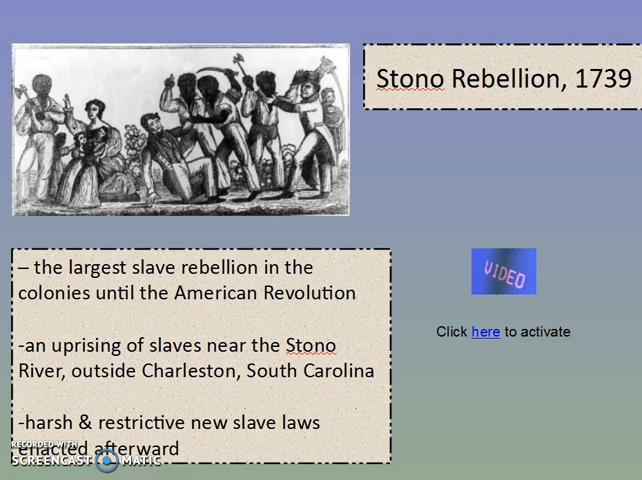 Stono Rebellion, 1739
– the largest slave rebellion in the
colonies until the American Revolution
-an uprising of slaves near the Stono
River, outside Charleston, South Carolina
-harsh & restrictive new slave laws
enacted afterward
VIDEO
Click here to activate
RECORDED WITH
SCREENCAST MATIC